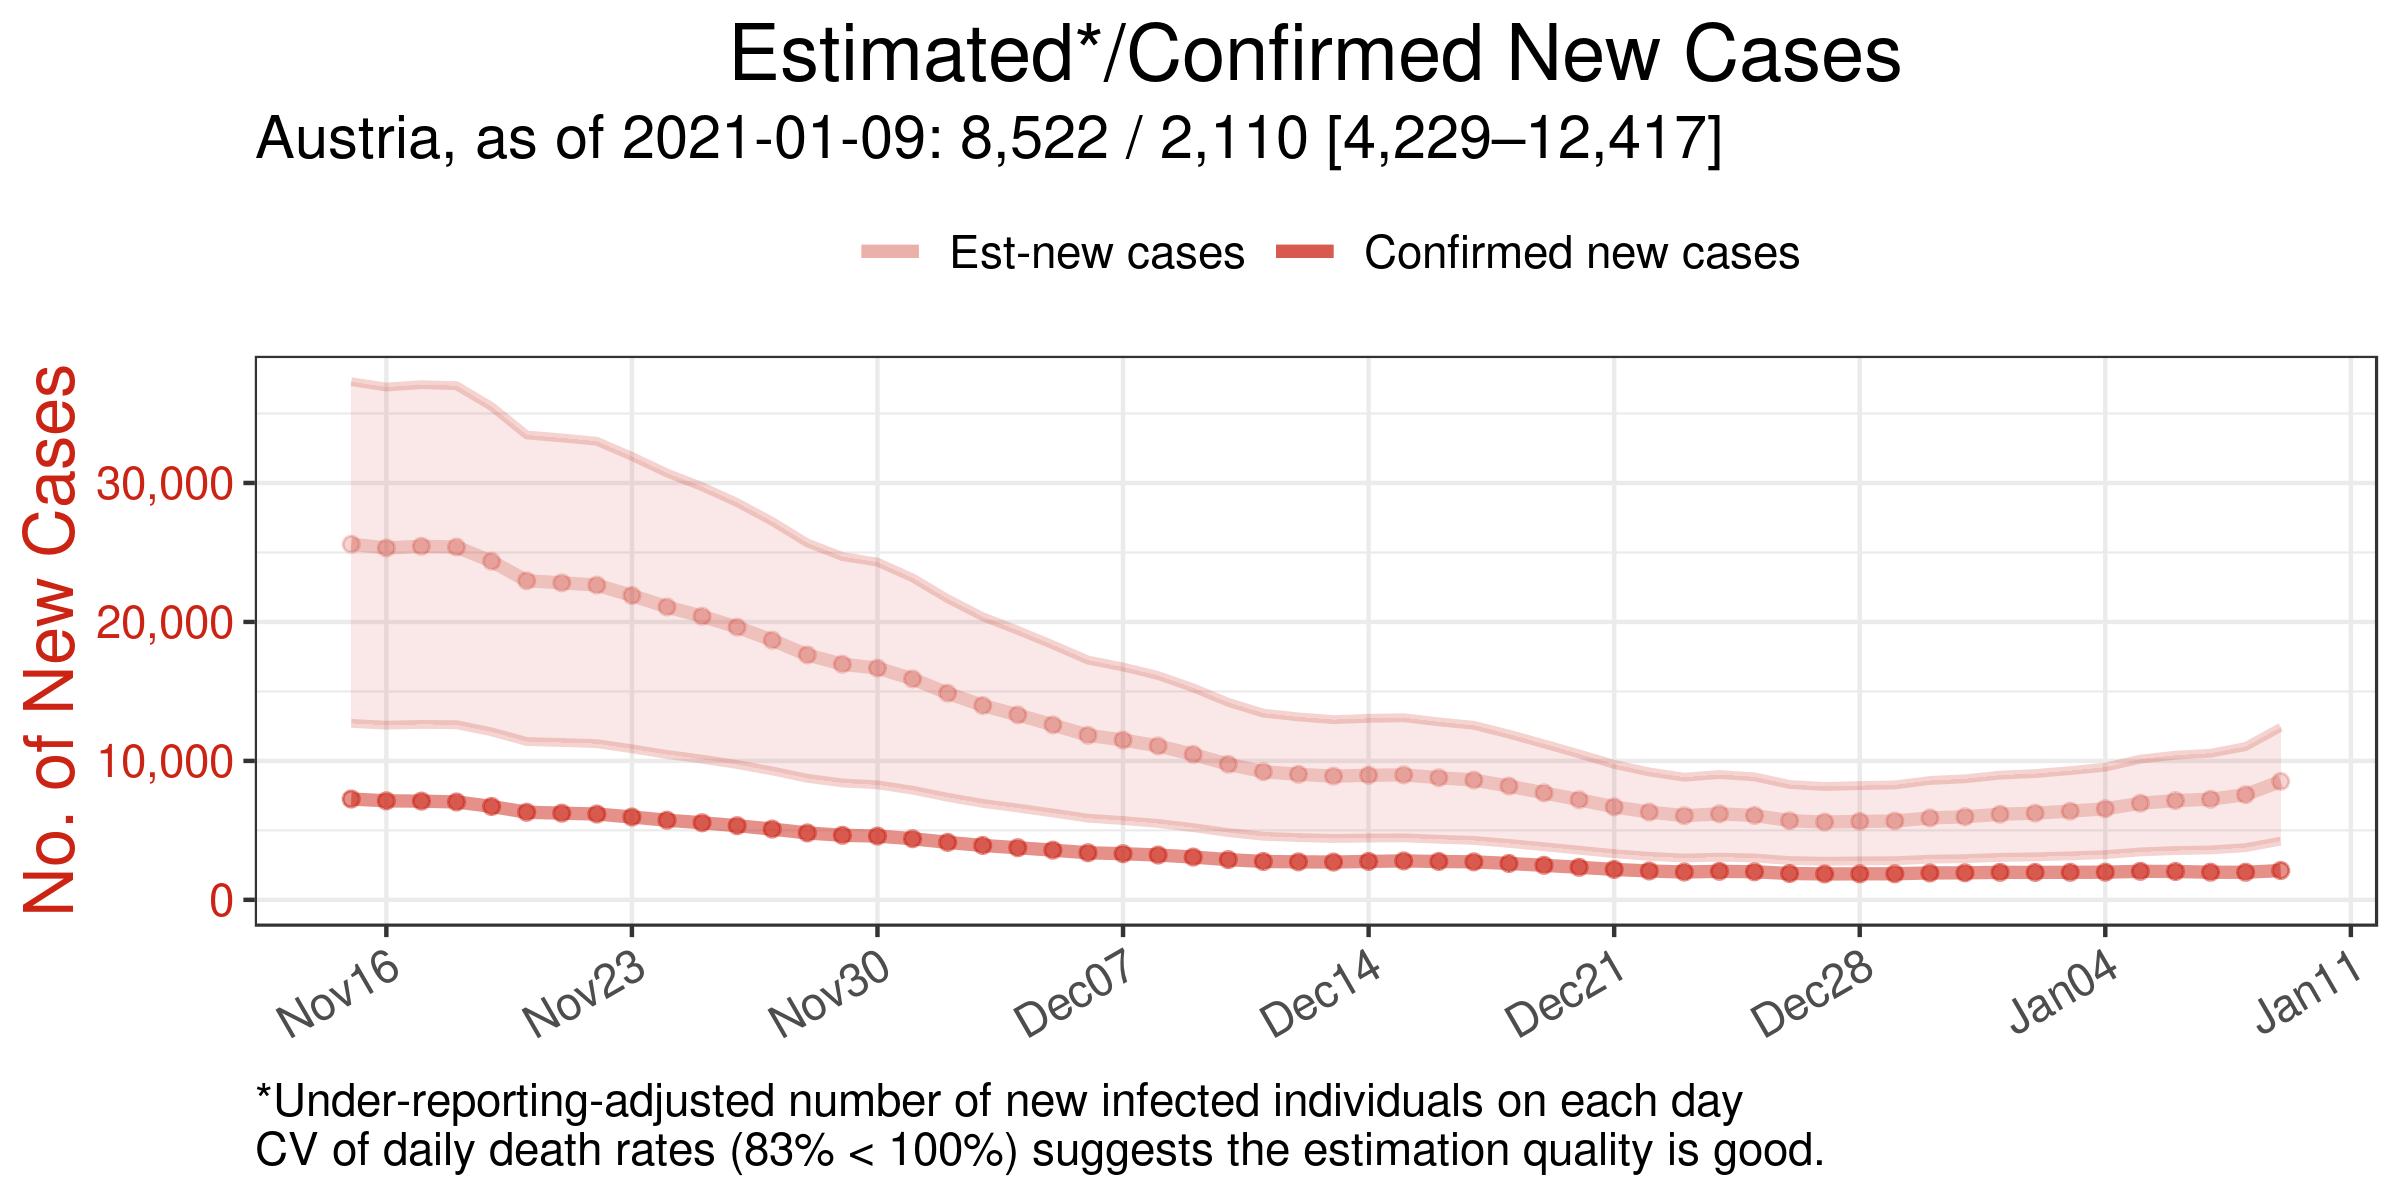 Estimated*/Confirmed New Cases
Austria, as of 2021-01-09: 8,522 / 2,110 [4,229–12,417]
Est-new cases
Confirmed new cases
No. of New Cases
30,000
20,000
10,000
0
Nov16
Nov23
Nov30
Dec07
Dec14
Dec21
Dec28
Jan04
Jan11
*Under-reporting-adjusted number of new infected individuals on each day
CV of daily death rates (83% < 100%) suggests the estimation quality is good.